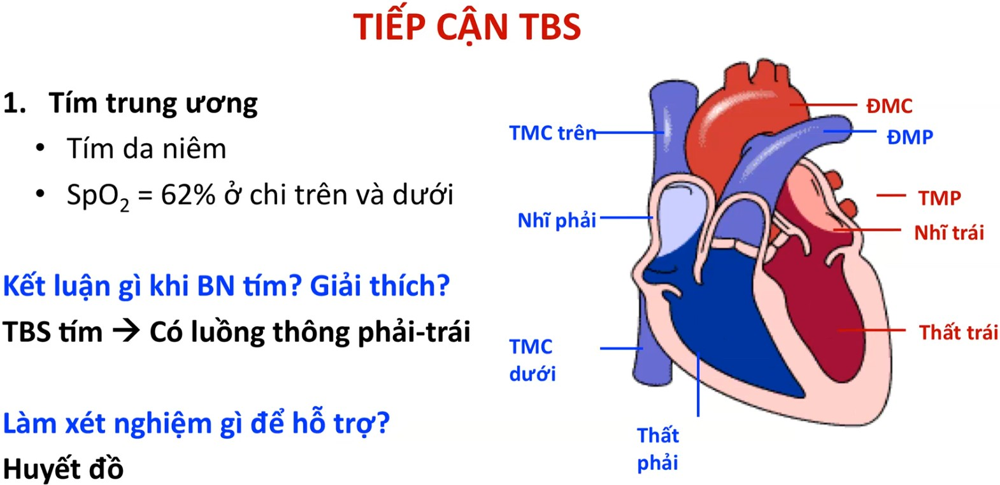 TIẾP CẬN TBS
1. Tím trung ương
• Tím da niêm
• SpO₂ = 62% ở chi trên và dưới
Kết luận gì khi BN tím? Giải thích?
TBS tím → Có luồng thông phải-trái
Làm xét nghiệm gì để hỗ trợ?
Huyết đồ
TMC trên
Nhĩ phải
TMC
dưới
Thất
phải
ĐMC
ĐMP
TMP
Nhĩ trái
Thất trái